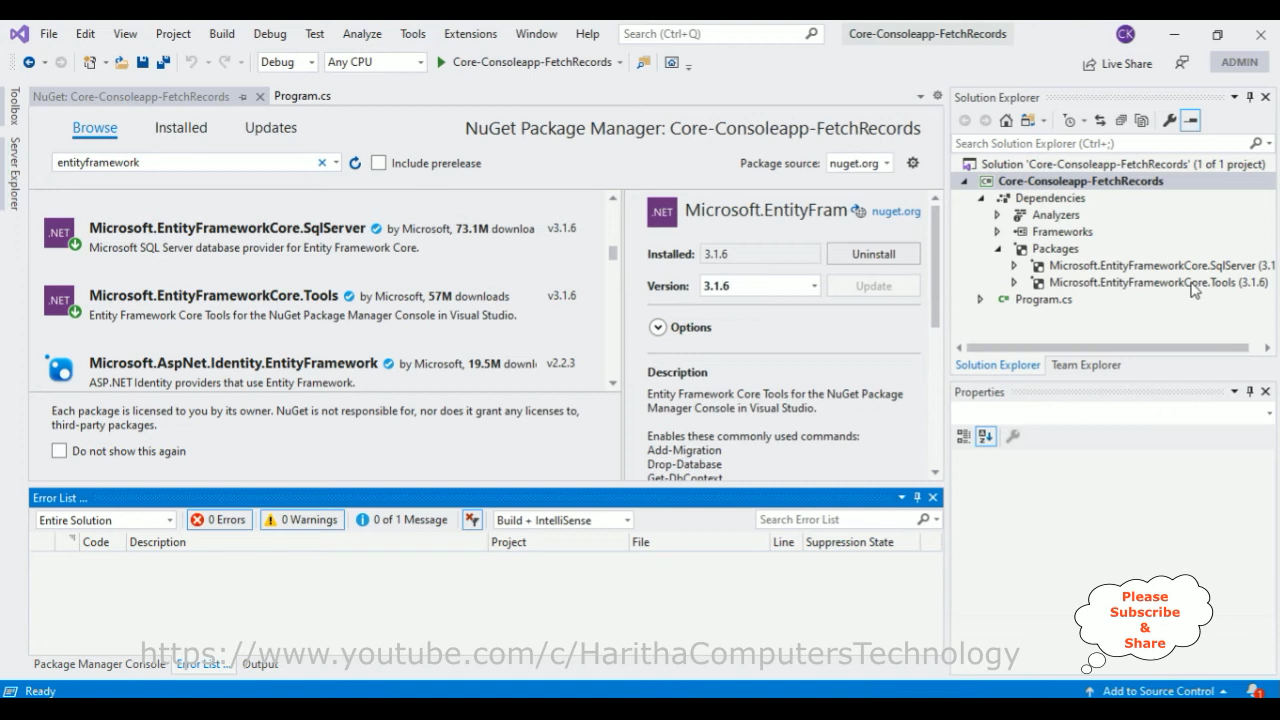 File Edit View Project Build Debug Test Analyze Tools Extensions Window Help Search (Ctrl+Q) Core-Consoleapp-FetchRecords CK
Debug Any CPU Core-Consoleapp-FetchRecords Live Share ADMIN
Toolbox
Server Explorer
NuGet: Core-Consoleapp-FetchRecords Program.cs
Browse Installed Updates NuGet Package Manager: Core-Consoleapp-FetchRecords
entityframework Include prerelease Package source: nuget.org
.NET Microsoft.EntityFrameworkCore.SqlServer by Microsoft, 73.1M downloa v3.1.6
Microsoft SQL Server database provider for Entity Framework Core.
.NET Microsoft.EntityFrameworkCore.Tools by Microsoft, 57M downloads v3.1.6
Entity Framework Core Tools for the NuGet Package Manager Console in Visual Studio.
Microsoft.AspNet.Identity.EntityFramework by Microsoft, 19.5M downl v2.2.3
ASP.NET Identity providers that use Entity Framework.
Each package is licensed to you by its owner. NuGet is not responsible for, nor does it grant any licenses to,
third-party packages.
Do not show this again
.NET Microsoft.EntityFram nuget.org
Installed: 3.1.6 Uninstall
Version: 3.1.6 Update
Options
Description
Entity Framework Core Tools for the NuGet Package
Manager Console in Visual Studio.
Enables these commonly used commands:
Add-Migration
Drop-Database
Get-DbContext
Solution Explorer
Search Solution Explorer (Ctrl+;)
Solution 'Core-Consoleapp-FetchRecords' (1 of 1 project)
Core-Consoleapp-FetchRecords
Dependencies
Analyzers
Frameworks
Packages
Microsoft.EntityFrameworkCore.SqlServer (3.1
Microsoft.EntityFrameworkCore.Tools (3.1.6)
C# Program.cs
Solution Explorer Team Explorer
Properties
Error List ...
Entire Solution 0 Errors 0 Warnings 0 of 1 Message Build + IntelliSense Search Error List
Code Description Project File Line Suppression State
Please
Subscribe
&
Share
https://www.youtube.com/c/HarithaComputersTechnology
Package Manager Console Error List ... Output
Ready Add to Source Control 1